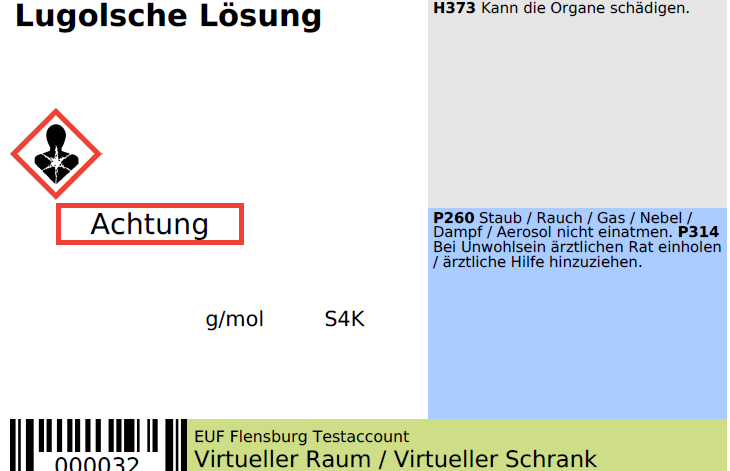 Lugolsche Lösung
H373 Kann die Organe schädigen.
Achtung
P260 Staub / Rauch / Gas / Nebel /
Dampf / Aerosol nicht einatmen. P314
Bei Unwohlsein ärztlichen Rat einholen
/ ärztliche Hilfe hinzuziehen.
g/mol S4K
EUF Flensburg Testaccount
000032 Virtueller Raum / Virtueller Schrank